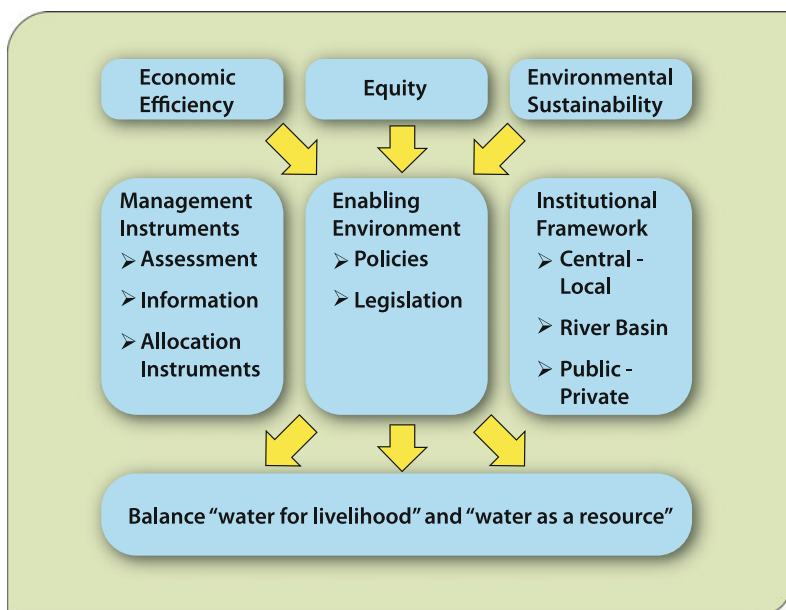 Economic
Efficiency
Equity
Environmental
Sustainability
Management
Instruments
➢ Assessment
➢ Information
➢ Allocation
Instruments
Enabling
Environment
➢ Policies
➢ Legislation
Institutional
Framework
➢ Central -
Local
➢ River Basin
➢ Public -
Private
Balance “water for livelihood” and “water as a resource”